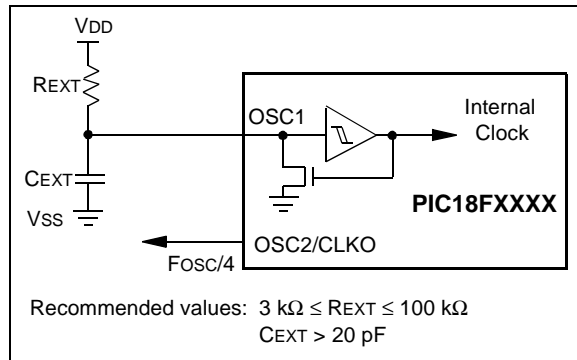 VDD
REXT
OSC1
Internal
Clock
CEXT
PIC18FXXXX
VSS
OSC2/CLKO
FOSC/4
Recommended values: 3 kΩ ≤ REXT ≤ 100 kΩ
CEXT > 20 pF